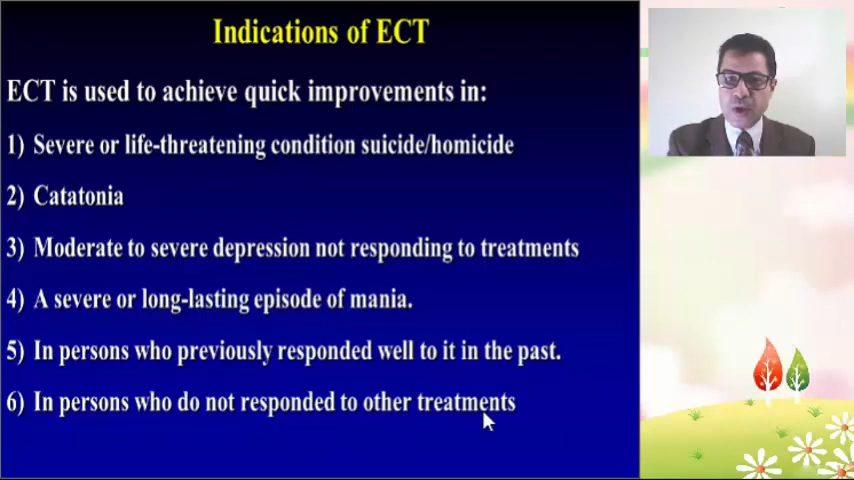 Indications of ECT
ECT is used to achieve quick improvements in:
1) Severe or life-threatening condition suicide/homicide
2) Catatonia
3) Moderate to severe depression not responding to treatments
4) A severe or long-lasting episode of mania.
5) In persons who previously responded well to it in the past.
6) In persons who do not responded to other treatments